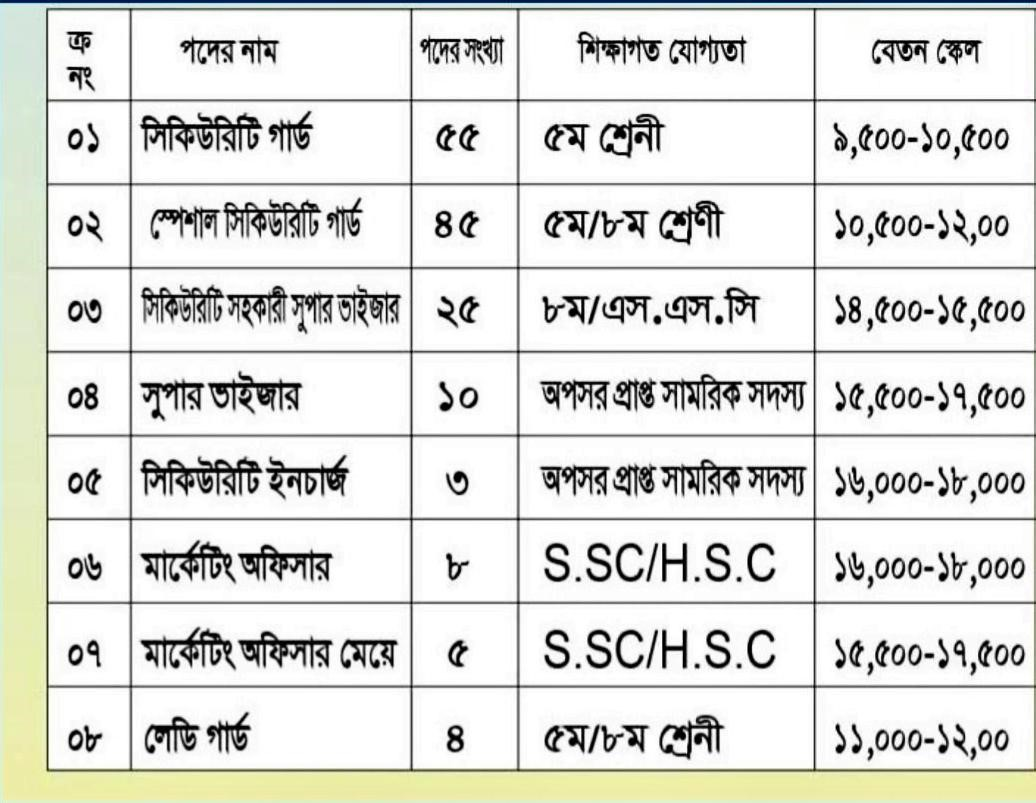 ক্র নং পদের নাম পদের সংখ্যা শিক্ষাগত যোগ্যতা বেতন স্কেল
০১ সিকিউরিটি গার্ড ৫৫ ৫ম শ্রেনী ৯,৫০০-১০,৫০০
০২ স্পেশাল সিকিউরিটি গার্ড ৪৫ ৫ম/৮ম শ্রেণী ১০,৫০০-১২,০০
০৩ সিকিউরিটি সহকারী সুপার ভাইজার ২৫ ৮ম/এস.এস.সি ১৪,৫০০-১৫,৫০০
০৪ সুপার ভাইজার ১০ অপসর প্রাপ্ত সামরিক সদস্য ১৫,৫০০-১৭,৫০০
০৫ সিকিউরিটি ইনচার্জ ৩ অপসর প্রাপ্ত সামরিক সদস্য ১৬,০০০-১৮,০০০
০৬ মার্কেটিং অফিসার ৮ S.SC/H.S.C ১৬,০০০-১৮,০০০
০৭ মার্কেটিং অফিসার মেয়ে ৫ S.SC/H.S.C ১৫,৫০০-১৭,৫০০
০৮ লেডি গার্ড ৪ ৫ম/৮ম শ্রেনী ১১,০০০-১২,০০